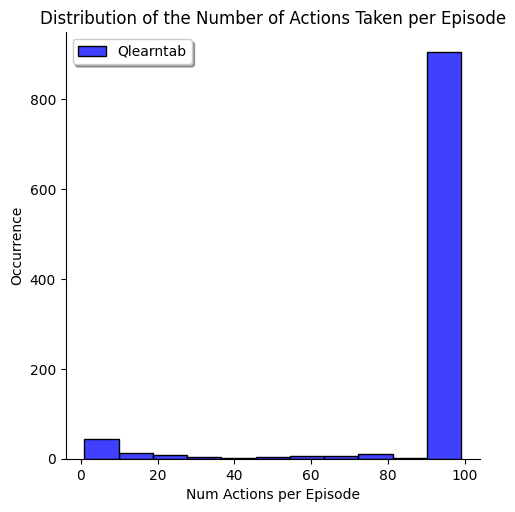 Distribution of the Number of Actions Taken per Episode
Qlearntab
Occurrence
800
600
400
200
0
0 20 40 60 80 100
Num Actions per Episode